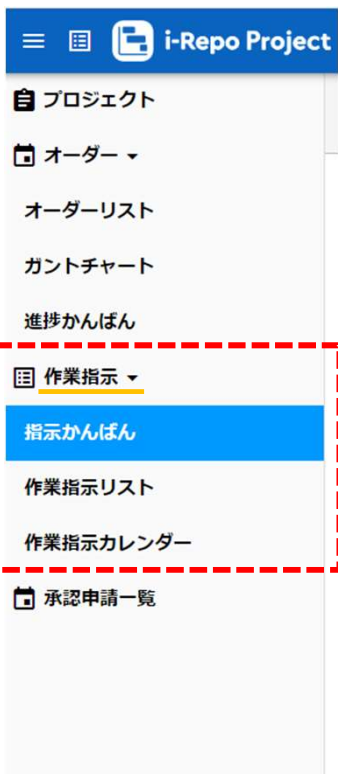 i-Repo Project
プロジェクト
オーダー
オーダーリスト
ガントチャート
進捗かんばん
作業指示
指示かんばん
作業指示リスト
作業指示カレンダー
承認申請一覧